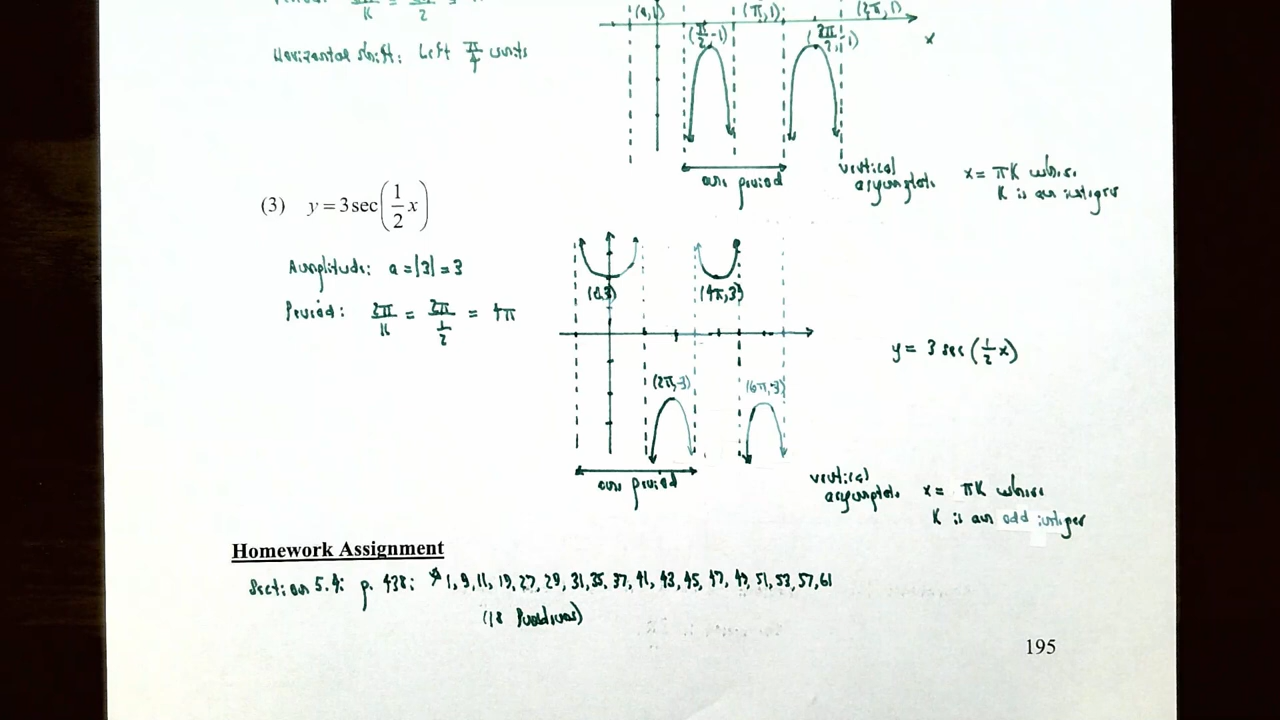 (0,1)
(π,1)
(2π,1)
(π/2,-1)
(3π/2,-1)
x
Horizontal shift: Left π/4 units
one period
vertical asymptote x = πK where
K is an integer
(3) y = 3 sec(1/2 x)
Amplitude: a = |3| = 3
Period: 2π/K = 2π/(1/2) = 4π
(0,3)
(4π,3)
y = 3 sec(1/2 x)
(2π,-3)
(6π,-3)
one period
vertical asymptote x = πK where
K is an odd integer
Homework Assignment
Section 5.4: p. 438: #1, 9, 11, 19, 27, 29, 31, 35, 37, 41, 43, 45, 47, 49, 51, 53, 57, 61
(18 Problems)
195